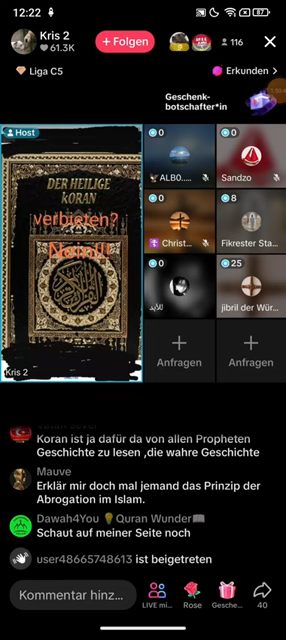 12:22
87
Kris 2
61.3K
+ Folgen
116
Liga C5
Erkunden >
Geschenk-
botschafter*in
Host
DER HEILIGE
KORAN
verbieten?
Nein!!!
Kris 2
0
ALB0....
0
Sandzo
0
Christ...
8
Fikrester Sta...
0
25
jibril der Wür...
Anfragen
Anfragen
Koran ist ja dafür da von allen Propheten
Geschichte zu lesen ,die wahre Geschichte
Mauve
Erklär mir doch mal jemand das Prinzip der
Abrogation im Islam.
Dawah4You 💡Quran Wunder📖
Schaut auf meiner Seite noch
user48665748613 ist beigetreten
Kommentar hinz...
LIVE mi...
Rose
Gesche...
40